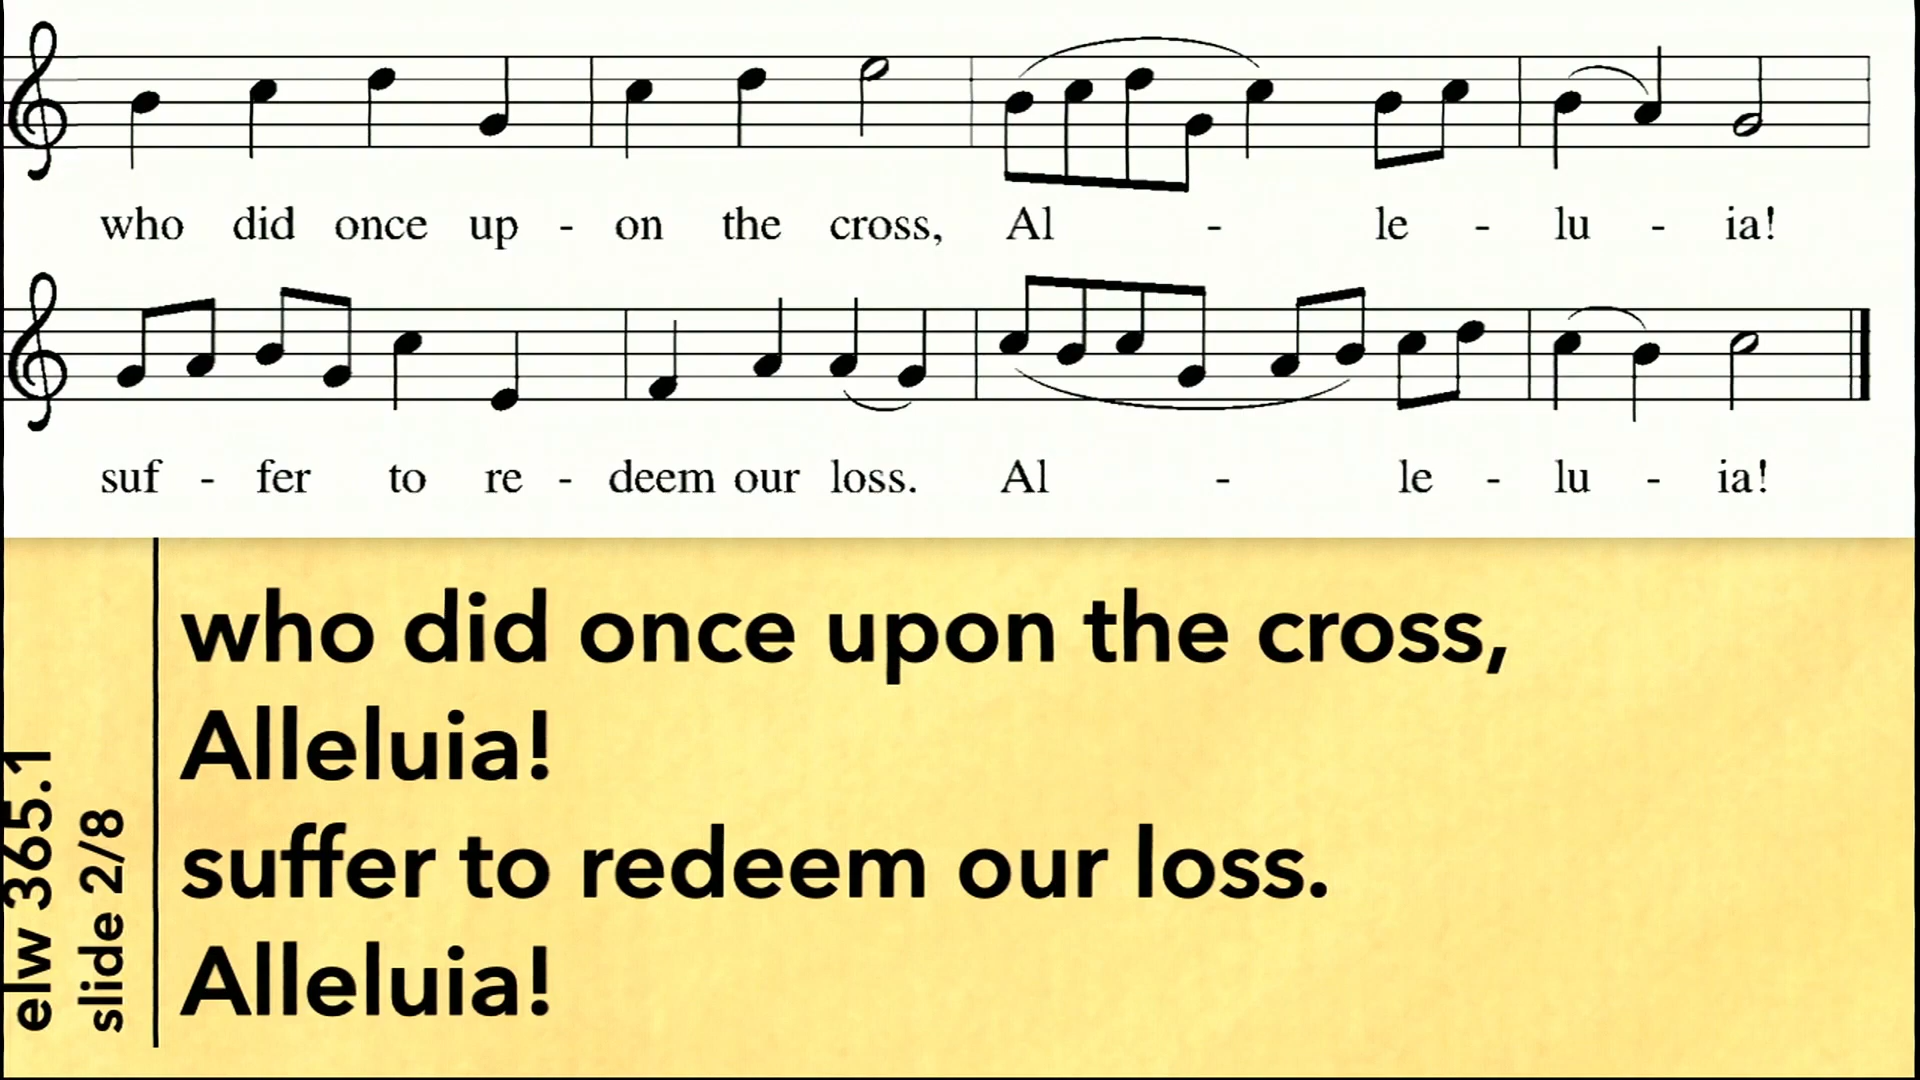 who did once up - on the cross, Al - le - lu - ia!
suf - fer to re - deem our loss. Al - le - lu - ia!
who did once upon the cross,
Alleluia!
suffer to redeem our loss.
Alleluia!
elw 365.1
slide 2/8